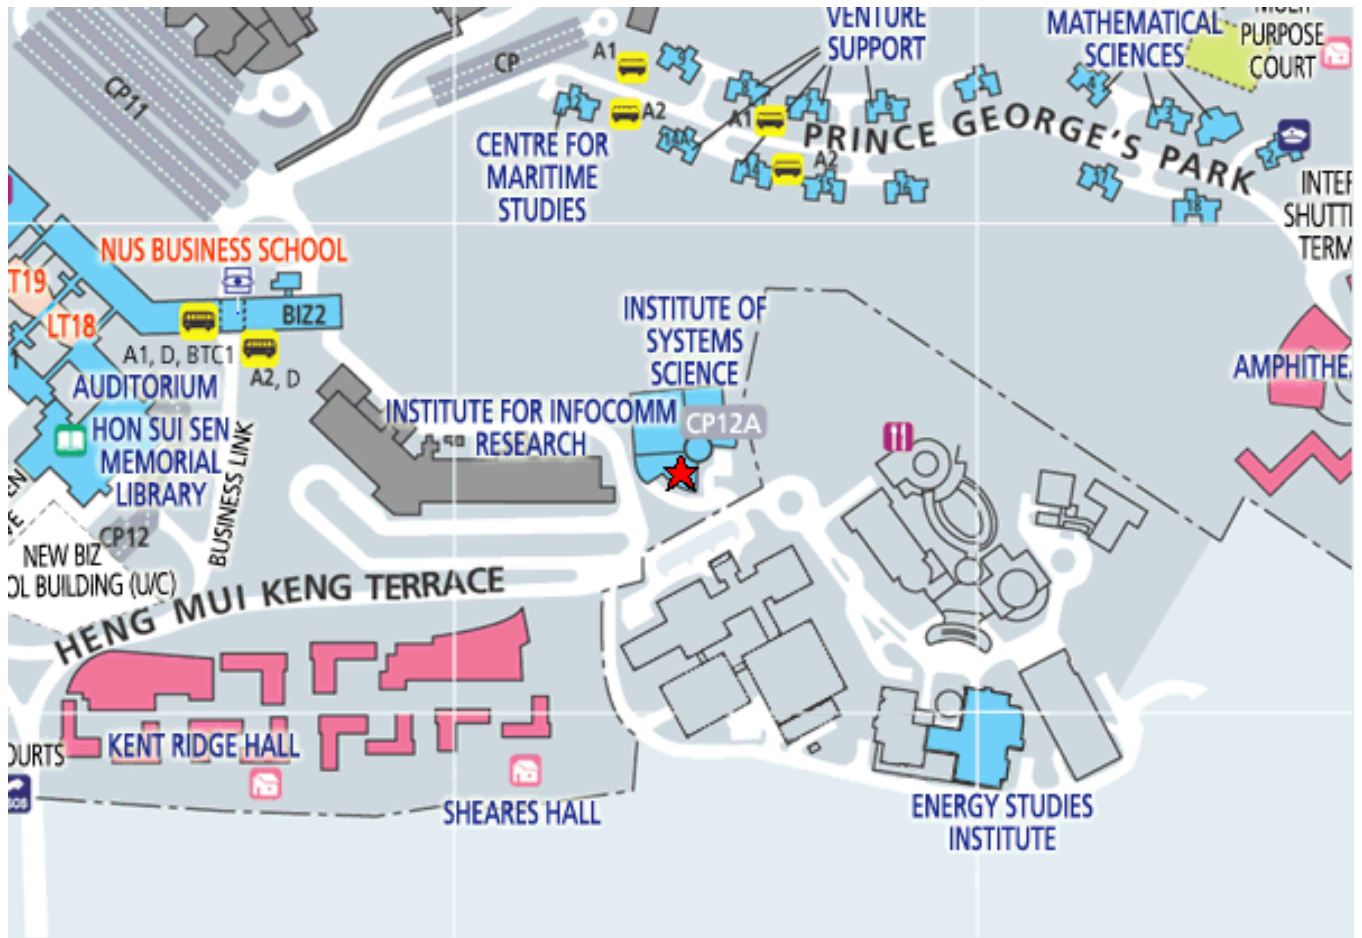 VENTURE
SUPPORT
MATHEMATICAL
SCIENCES
PURPOSE
COURT
A1
CP
CP11
A2
A1
A2
PRINCE GEORGE'S PARK
CENTRE FOR
MARITIME
STUDIES
NUS BUSINESS SCHOOL
LT18
BIZ2
A1, D, BTC1
A2, D
INSTITUTE OF
SYSTEMS
SCIENCE
CP12A
AUDITORIUM
INSTITUTE FOR INFOCOMM
RESEARCH
HON SUI SEN
MEMORIAL
LIBRARY
BUSINESS LINK
CP12
NEW BIZ
OL BUILDING (U/C)
HENG MUI KENG TERRACE
KENT RIDGE HALL
SHEARES HALL
ENERGY STUDIES
INSTITUTE